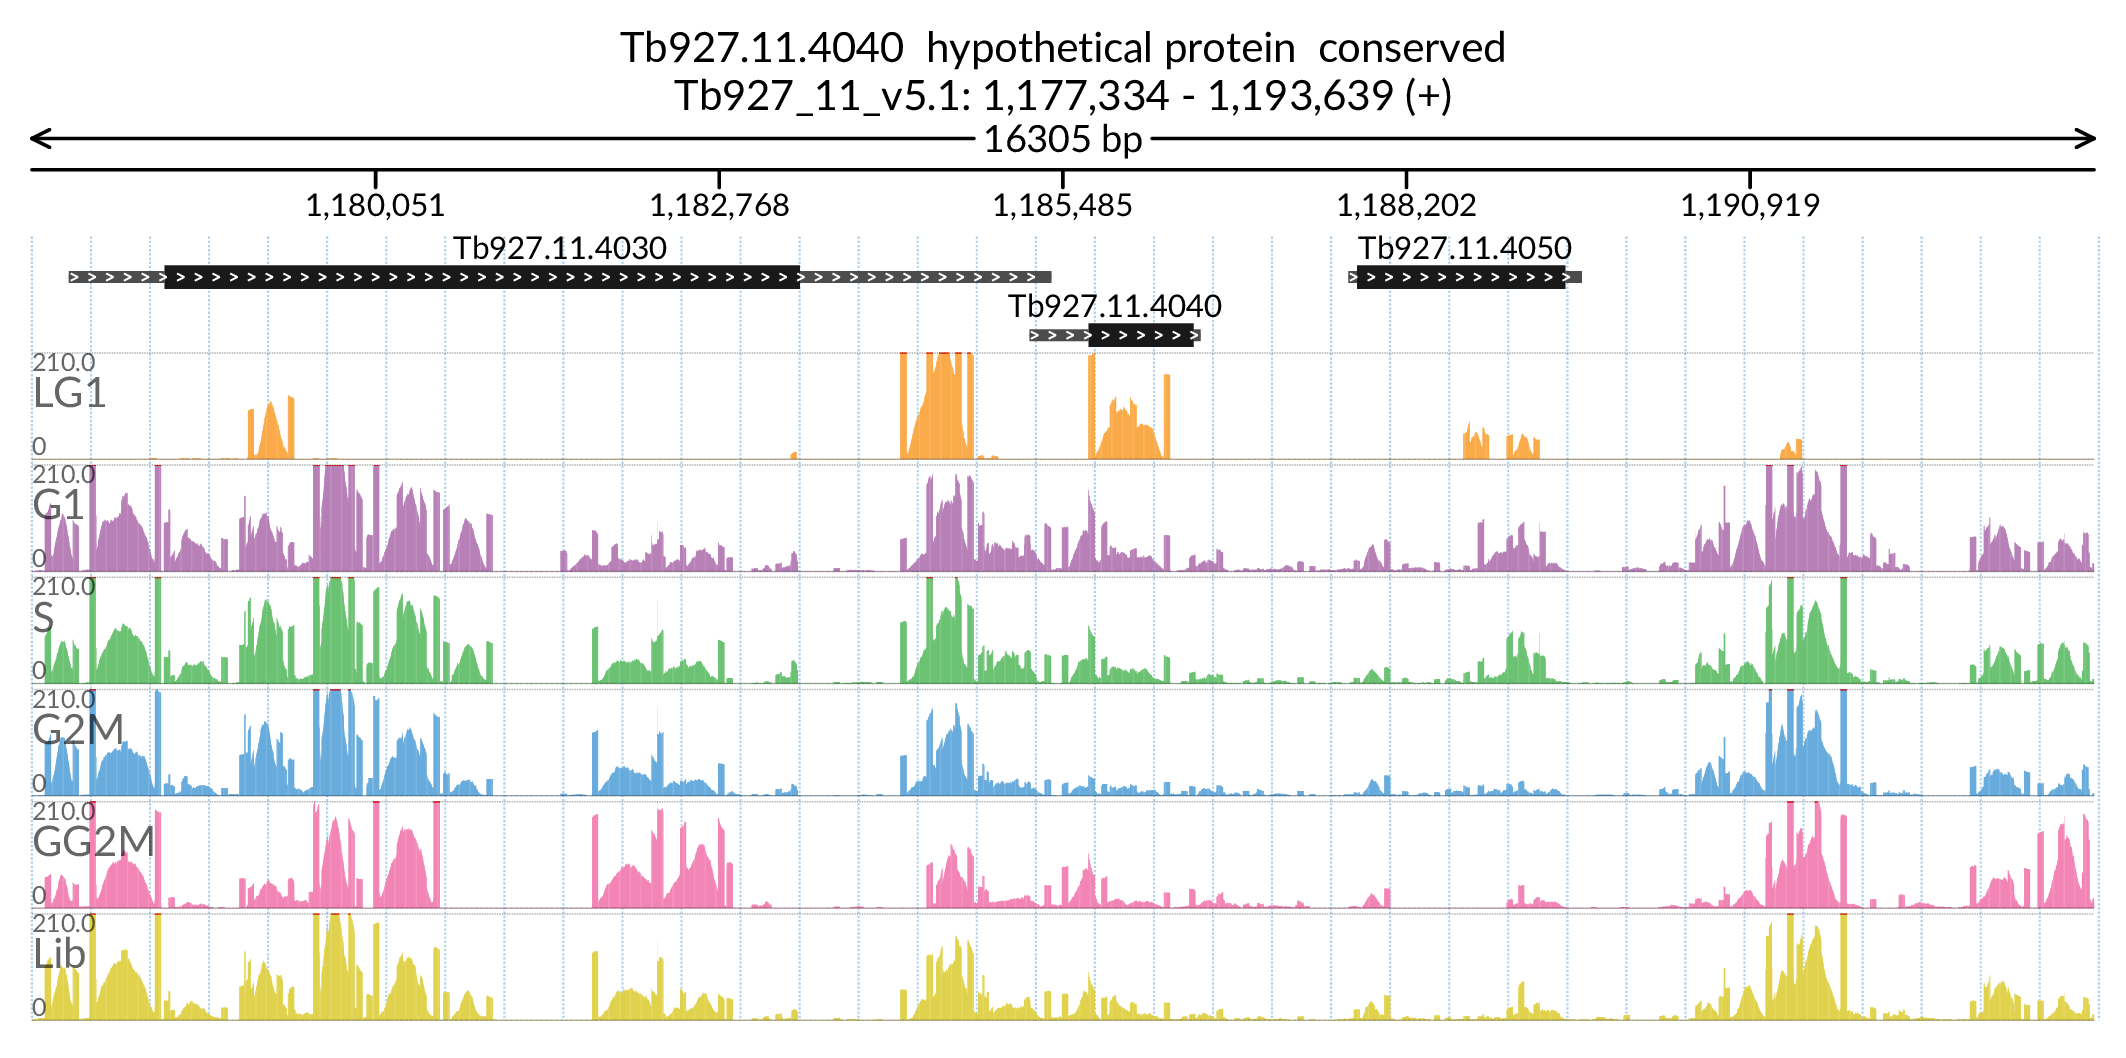 Tb927.11.4040  hypothetical protein  conserved
Tb927_11_v5.1: 1,177,334 - 1,193,639 (+)
16305 bp
1,180,051 1,182,768 1,185,485 1,188,202 1,190,919
Tb927.11.4030 Tb927.11.4050
Tb927.11.4040
210.0
LG1
0
210.0
G1
0
210.0
S
0
210.0
G2M
0
210.0
GG2M
0
210.0
Lib
0